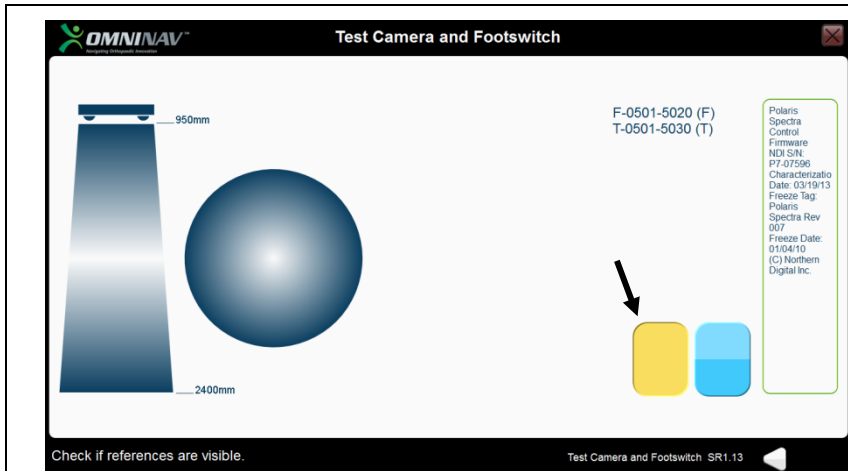 OMNINAV™
Navigating Orthopaedic Innovation
Test Camera and Footswitch
950mm
2400mm
F-0501-5020 (F)
T-0501-5030 (T)
Polaris
Spectra
Control
Firmware
NDI S/N:
P7-07596
Characterizatio
Date: 03/19/13
Freeze Tag:
Polaris
Spectra Rev
007
Freeze Date:
01/04/10
(C) Northern
Digital Inc.
Check if references are visible.
Test Camera and Footswitch SR1.13